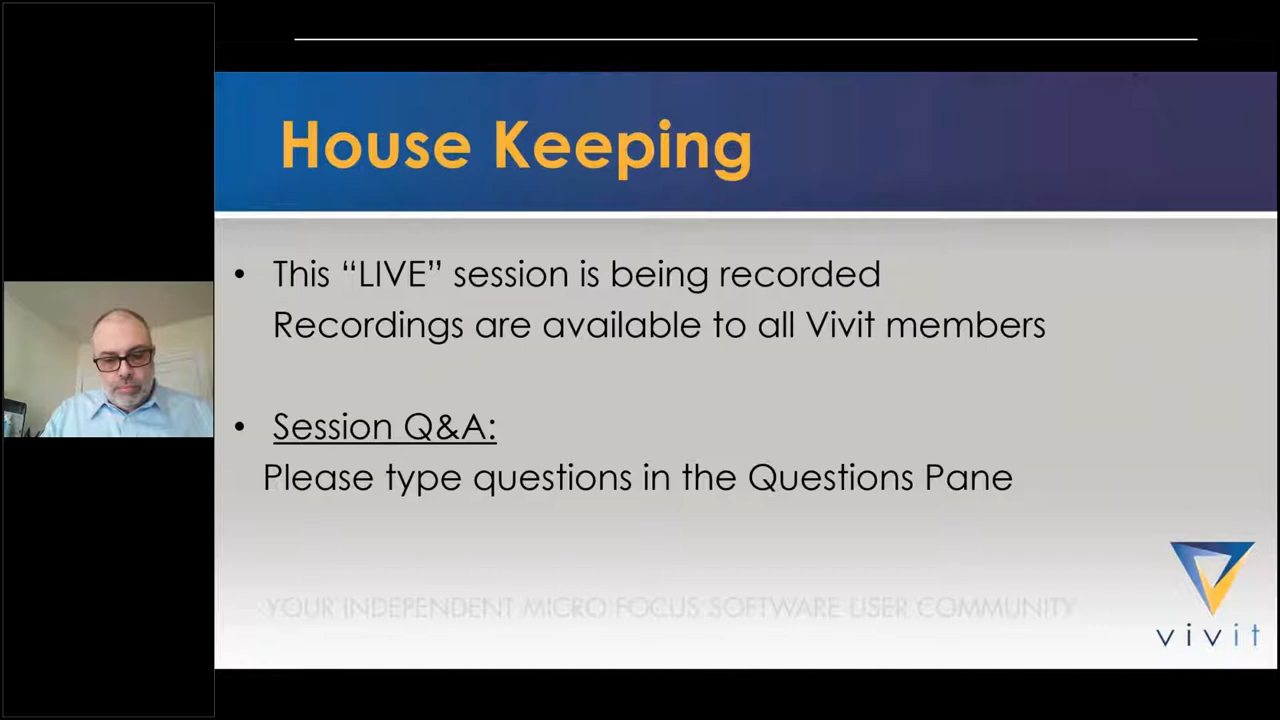 House Keeping
• This “LIVE” session is being recorded
Recordings are available to all Vivit members
• Session Q&A:
Please type questions in the Questions Pane
YOUR INDEPENDENT MICRO FOCUS SOFTWARE USER COMMUNITY
vivit